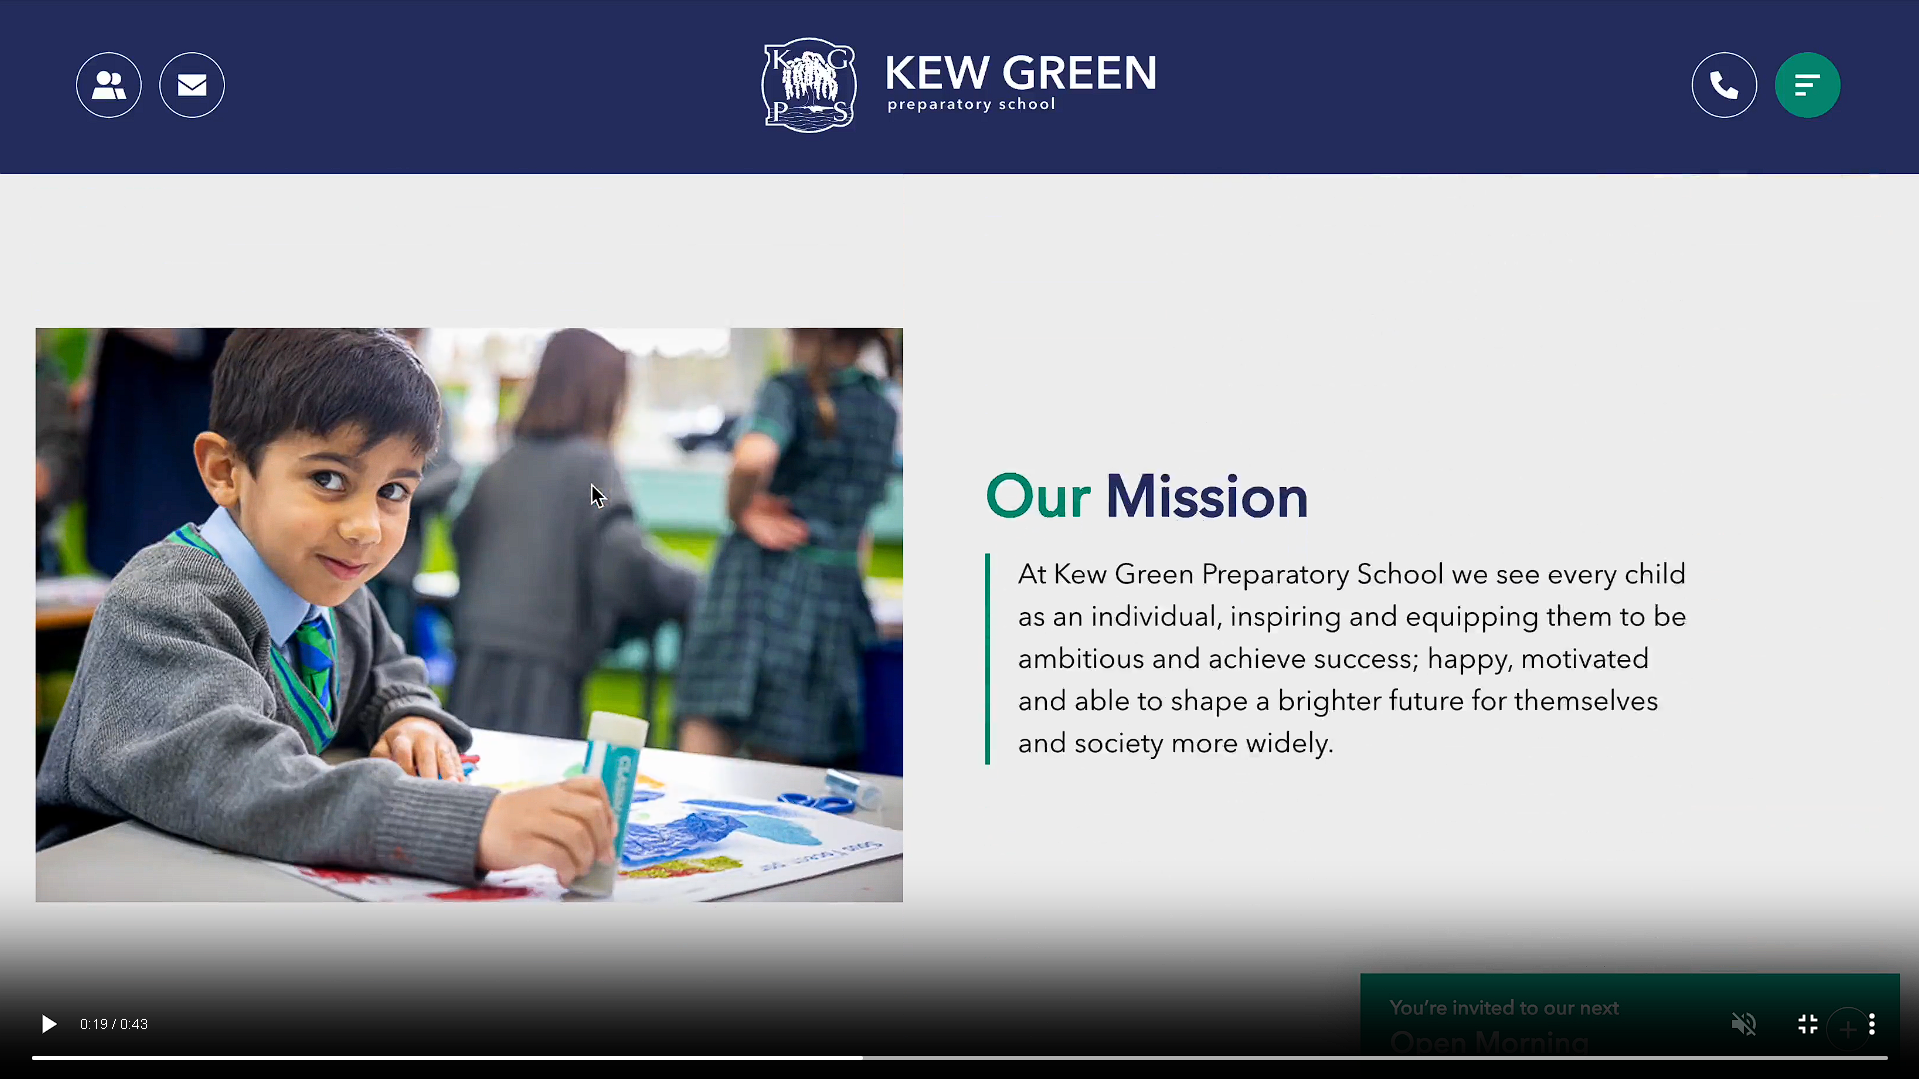 K G
P S
KEW GREEN
preparatory school
Our Mission
At Kew Green Preparatory School we see every child
as an individual, inspiring and equipping them to be
ambitious and achieve success; happy, motivated
and able to shape a brighter future for themselves
and society more widely.
You're invited to our next
Open Morning
0:19 / 0:43